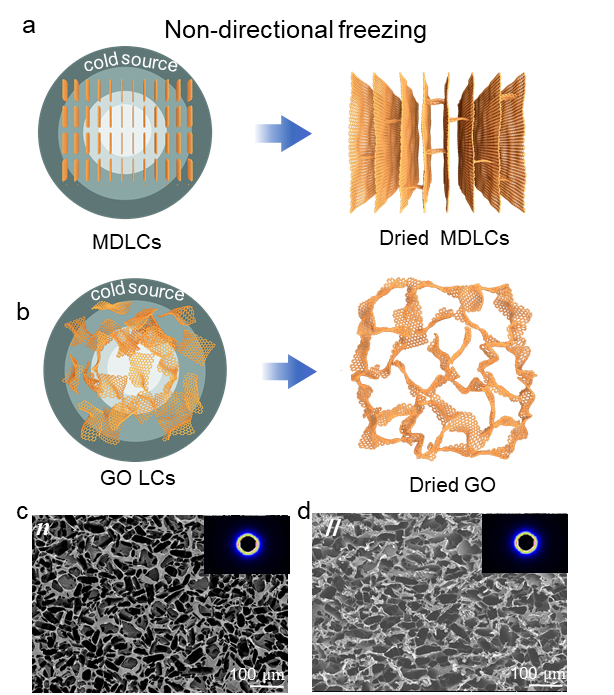 a
Non-directional freezing
cold source
MDLCs
Dried MDLCs
b
cold source
GO LCs
Dried GO
c
n
100 μm
d
//
100 μm